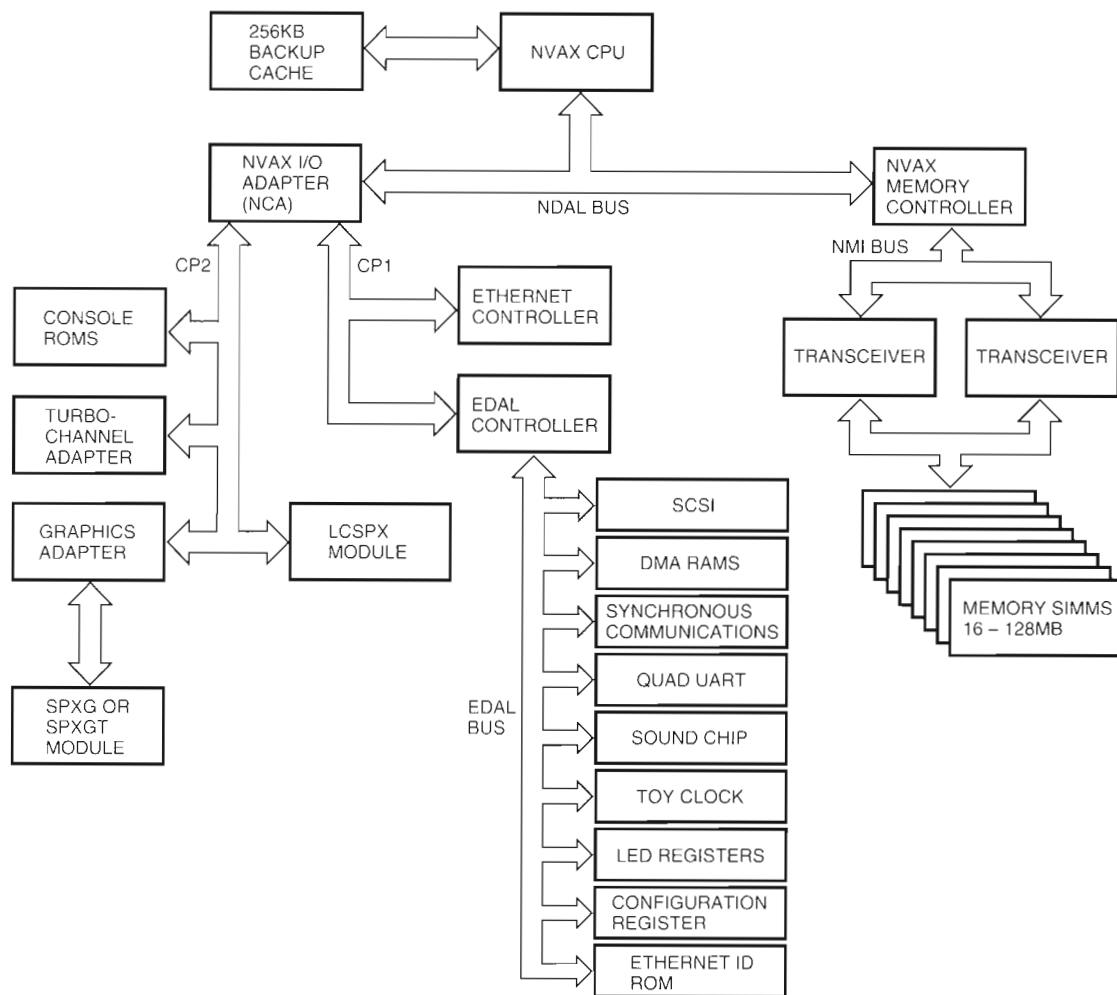 256KB
BACKUP
CACHE
NVAX CPU
NVAX I/O
ADAPTER
(NCA)
NDAL BUS
NVAX
MEMORY
CONTROLLER
NMI BUS
CP2
CP1
CONSOLE
ROMS
ETHERNET
CONTROLLER
TRANSCEIVER
TRANSCEIVER
TURBO-
CHANNEL
ADAPTER
EDAL
CONTROLLER
GRAPHICS
ADAPTER
LCSPX
MODULE
SCSI
DMA RAMS
SYNCHRONOUS
COMMUNICATIONS
MEMORY SIMMS
16 – 128MB
QUAD UART
SPXG OR
SPXGT
MODULE
EDAL
BUS
SOUND CHIP
TOY CLOCK
LED REGISTERS
CONFIGURATION
REGISTER
ETHERNET ID
ROM